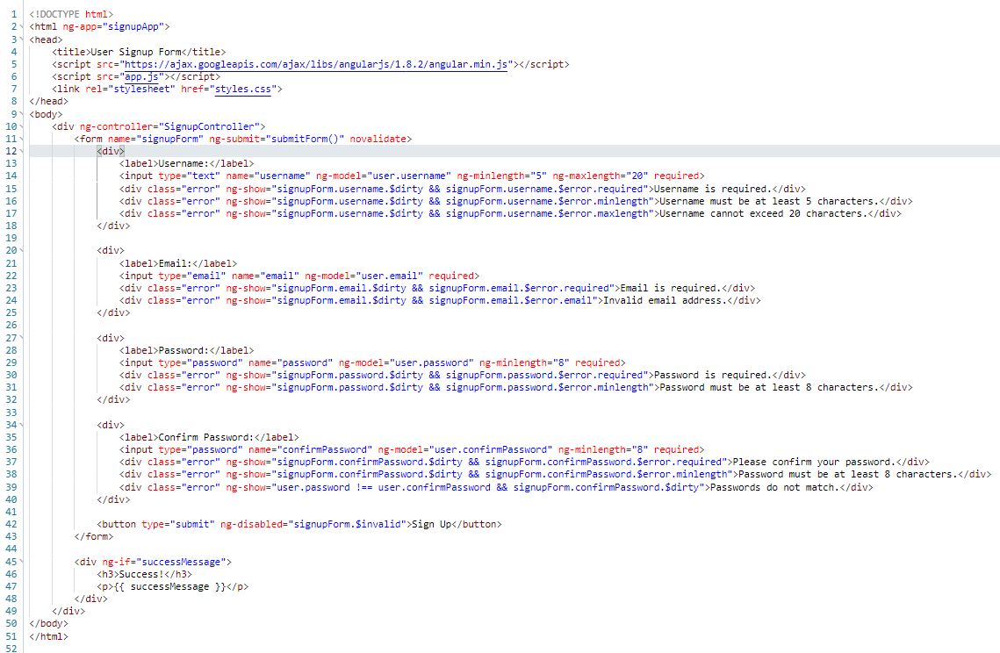 1 <!DOCTYPE html>
2 <html ng-app="signupApp">
3 <head>
4     <title>User Signup Form</title>
5     <script src="https://ajax.googleapis.com/ajax/libs/angularjs/1.8.2/angular.min.js"></script>
6     <script src="app.js"></script>
7     <link rel="stylesheet" href="styles.css">
8 </head>
9 <body>
10     <div ng-controller="SignupController">
11         <form name="signupForm" ng-submit="submitForm()" novalidate>
12             <div>
13                 <label>Username:</label>
14                 <input type="text" name="username" ng-model="user.username" ng-minlength="5" ng-maxlength="20" required>
15                 <div class="error" ng-show="signupForm.username.$dirty && signupForm.username.$error.required">Username is required.</div>
16                 <div class="error" ng-show="signupForm.username.$dirty && signupForm.username.$error.minlength">Username must be at least 5 characters.</div>
17                 <div class="error" ng-show="signupForm.username.$dirty && signupForm.username.$error.maxlength">Username cannot exceed 20 characters.</div>
18             </div>
19
20             <div>
21                 <label>Email:</label>
22                 <input type="email" name="email" ng-model="user.email" required>
23                 <div class="error" ng-show="signupForm.email.$dirty && signupForm.email.$error.required">Email is required.</div>
24                 <div class="error" ng-show="signupForm.email.$dirty && signupForm.email.$error.email">Invalid email address.</div>
25             </div>
26
27             <div>
28                 <label>Password:</label>
29                 <input type="password" name="password" ng-model="user.password" ng-minlength="8" required>
30                 <div class="error" ng-show="signupForm.password.$dirty && signupForm.password.$error.required">Password is required.</div>
31                 <div class="error" ng-show="signupForm.password.$dirty && signupForm.password.$error.minlength">Password must be at least 8 characters.</div>
32             </div>
33
34             <div>
35                 <label>Confirm Password:</label>
36                 <input type="password" name="confirmPassword" ng-model="user.confirmPassword" ng-minlength="8" required>
37                 <div class="error" ng-show="signupForm.confirmPassword.$dirty && signupForm.confirmPassword.$error.required">Please confirm your password.</div>
38                 <div class="error" ng-show="signupForm.confirmPassword.$dirty && signupForm.confirmPassword.$error.minlength">Password must be at least 8 characters.</div>
39                 <div class="error" ng-show="user.password !== user.confirmPassword && signupForm.confirmPassword.$dirty">Passwords do not match.</div>
40             </div>
41
42             <button type="submit" ng-disabled="signupForm.$invalid">Sign Up</button>
43         </form>
44
45         <div ng-if="successMessage">
46             <h3>Success!</h3>
47             <p>{{ successMessage }}</p>
48         </div>
49     </div>
50 </body>
51 </html>
52